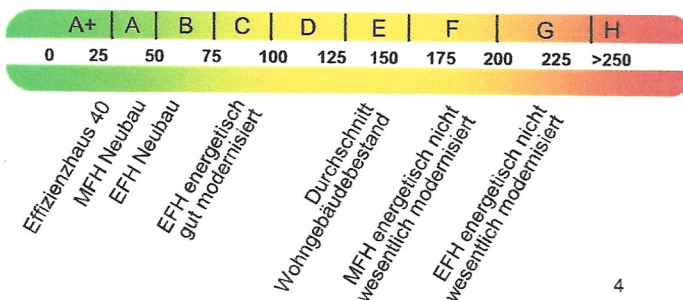 A+ A B C D E F G H
0 25 50 75 100 125 150 175 200 225 >250
Effizienzhaus 40
MFH Neubau
EFH Neubau
EFH energetisch
gut modernisiert
Durchschnitt
Wohngebäudebestand
MFH energetisch nicht
wesentlich modernisiert
EFH energetisch nicht
wesentlich modernisiert
4